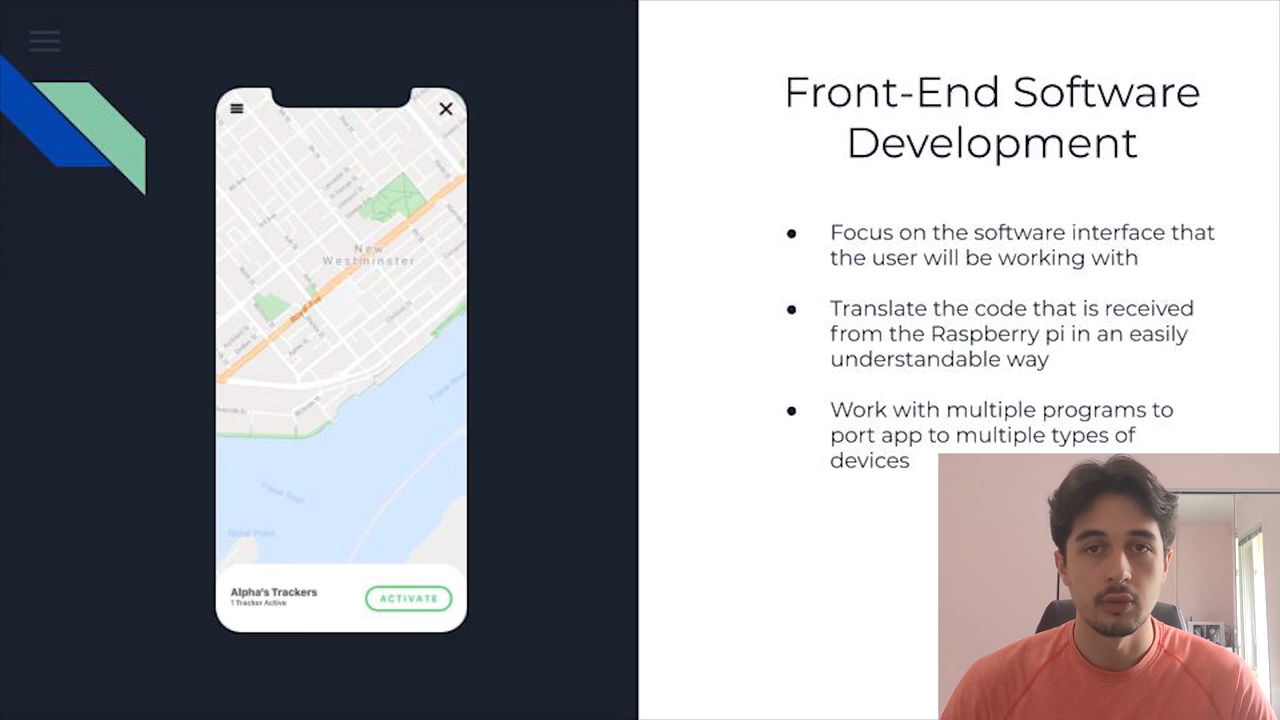 Front-End Software
Development
Focus on the software interface that
the user will be working with
Translate the code that is received
from the Raspberry pi in an easily
understandable way
Work with multiple programs to
port app to multiple types of
devices
New
Westminster
Royal Ave
Alpha's Trackers
1 Tracker Active
ACTIVATE